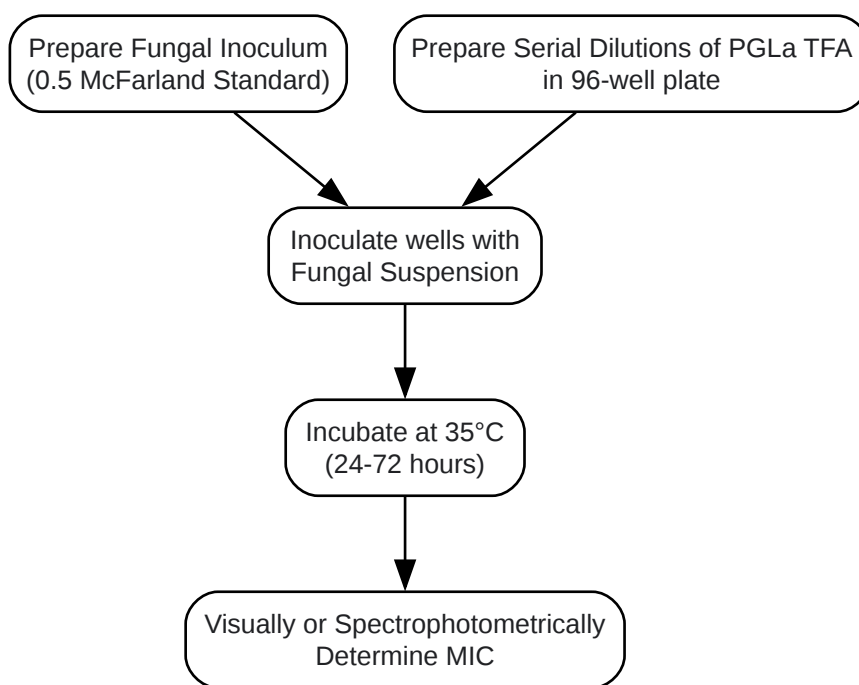 Prepare Fungal Inoculum
(0.5 McFarland Standard)
Prepare Serial Dilutions of PGLa TFA
in 96-well plate
Inoculate wells with
Fungal Suspension
Incubate at 35°C
(24-72 hours)
Visually or Spectrophotometrically
Determine MIC